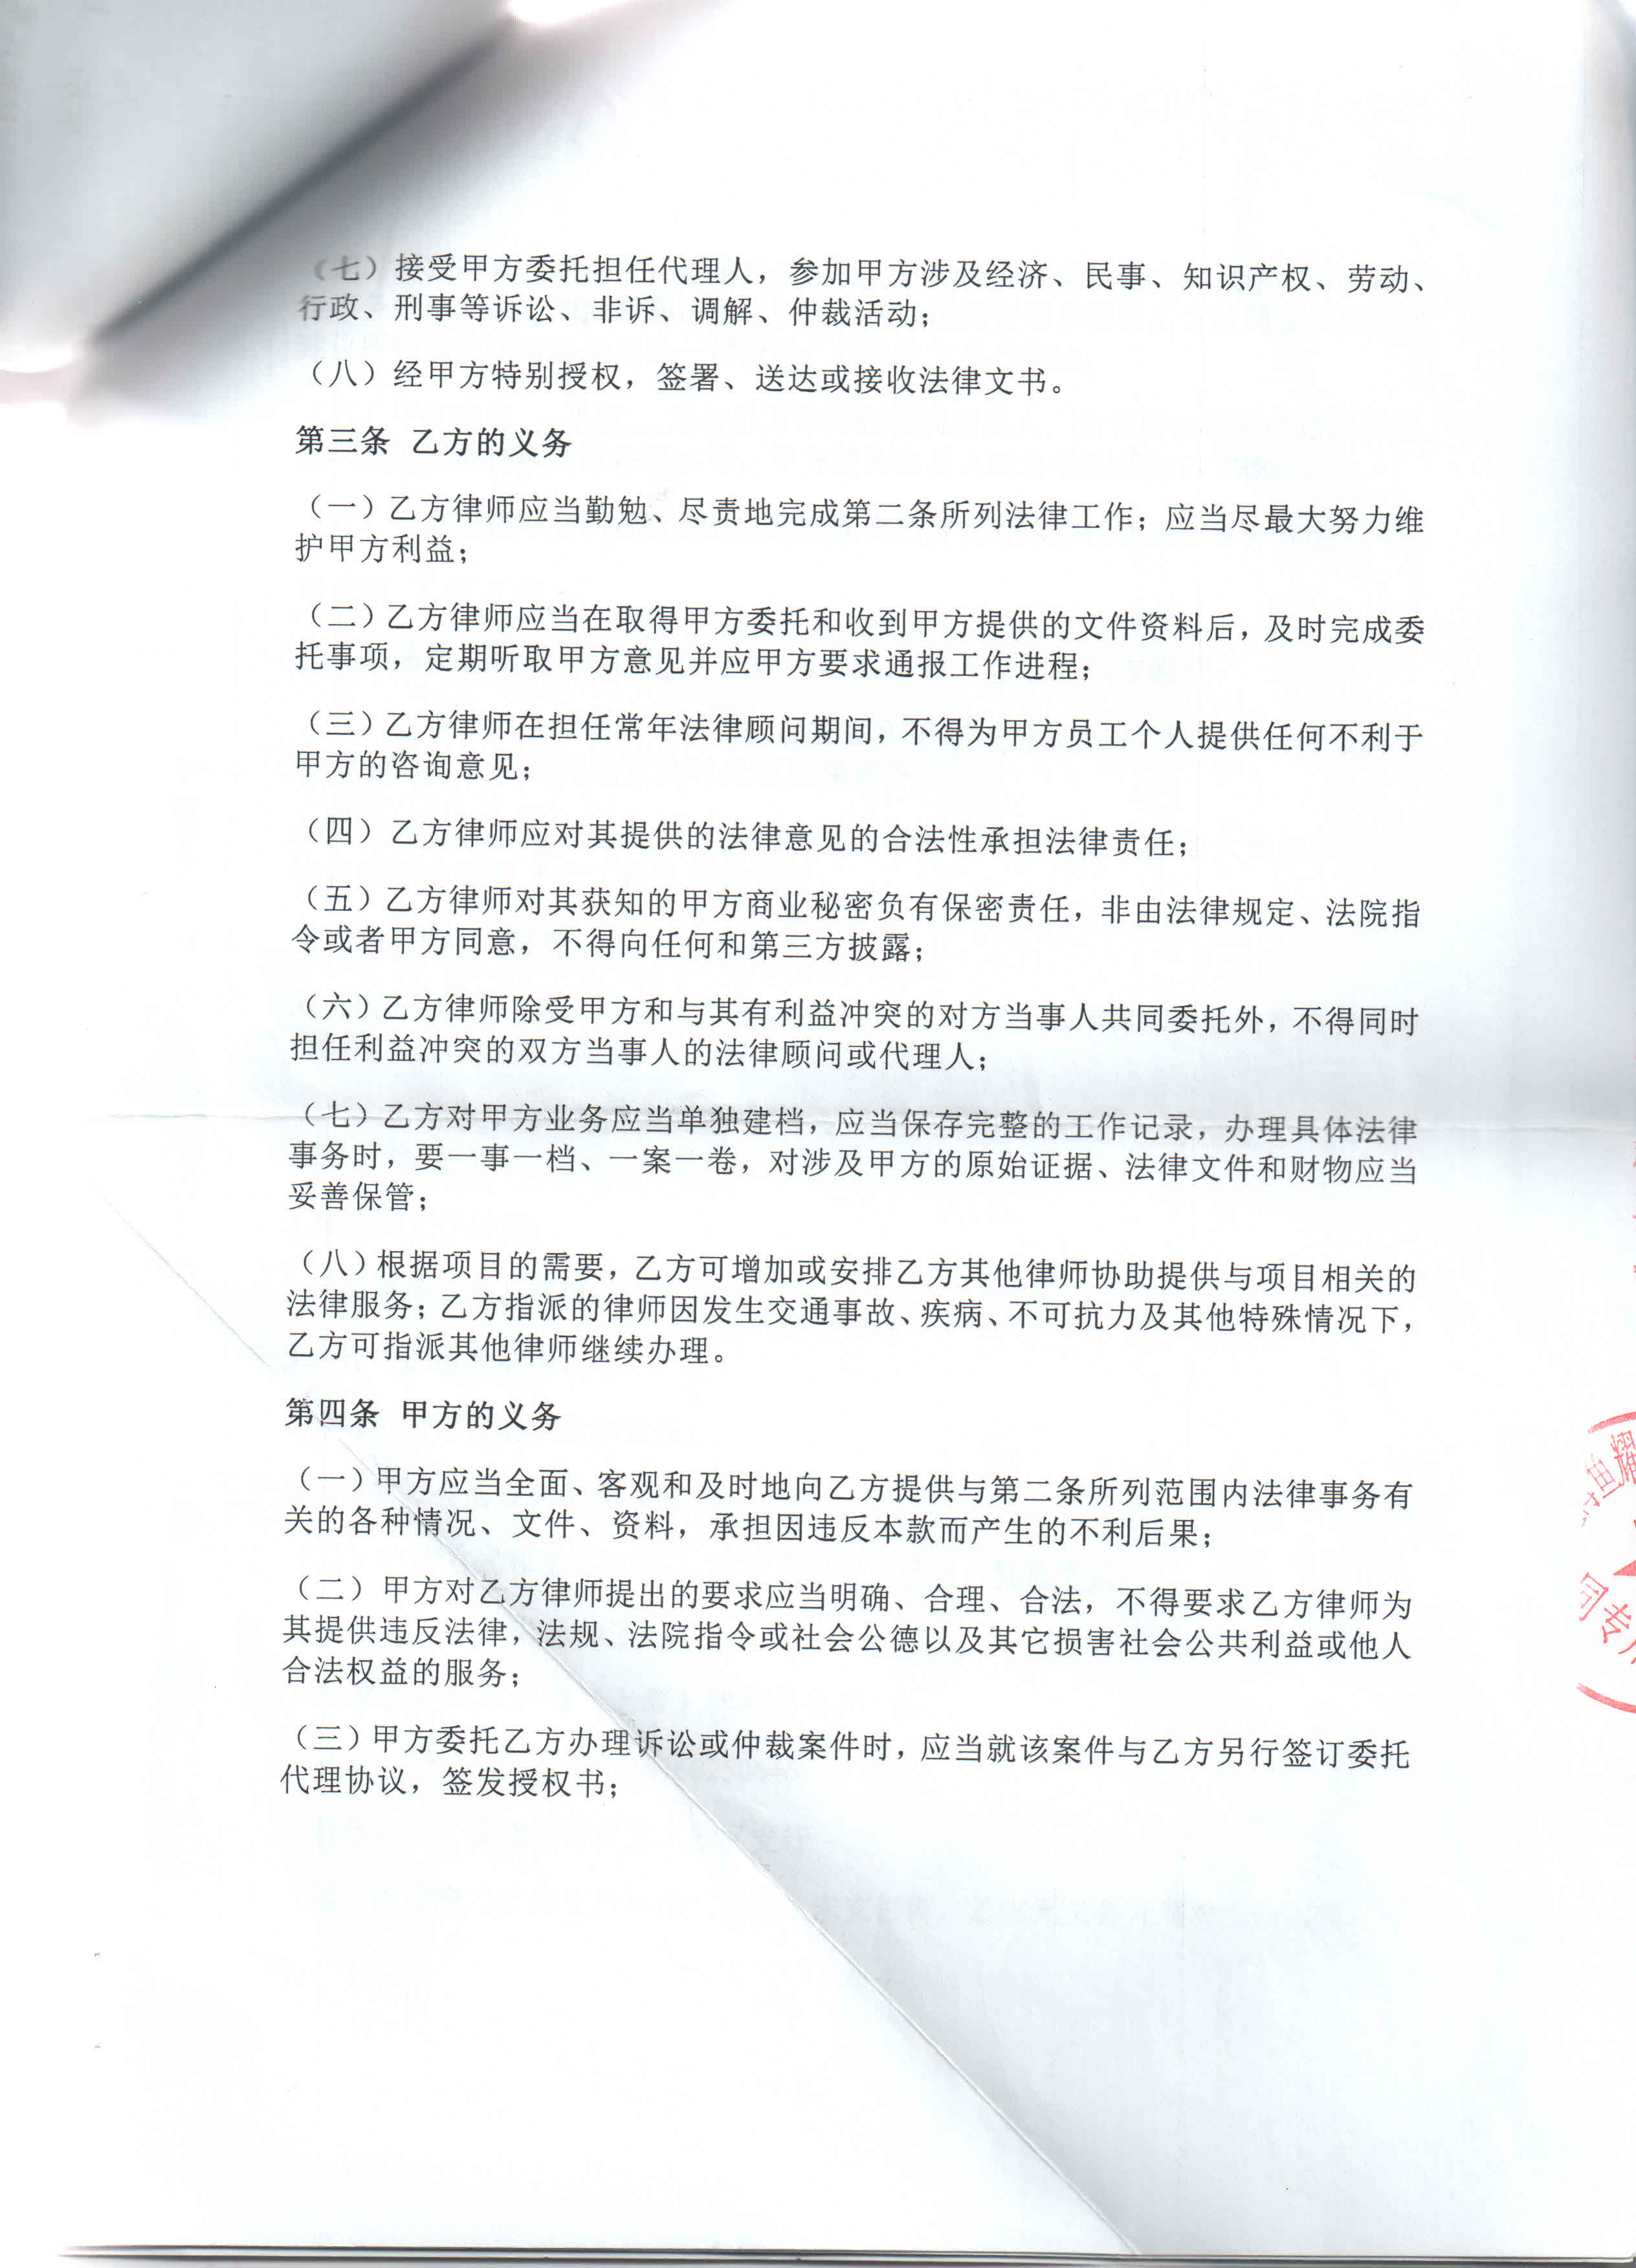 （七）接受甲方委托担任代理人，参加甲方涉及经济、民事、知识产权、劳动、
行政、刑事等诉讼、非诉、调解、仲裁活动；
（八）经甲方特别授权，签署、送达或接收法律文书。
第三条 乙方的义务
（一）乙方律师应当勤勉、尽责地完成第二条所列法律工作；应当尽最大努力维
护甲方利益；
（二）乙方律师应当在取得甲方委托和收到甲方提供的文件资料后，及时完成委
托事项，定期听取甲方意见并应甲方要求通报工作进程；
（三）乙方律师在担任常年法律顾问期间，不得为甲方员工个人提供任何不利于
甲方的咨询意见；
（四）乙方律师应对其提供的法律意见的合法性承担法律责任；
（五）乙方律师对其获知的甲方商业秘密负有保密责任，非由法律规定、法院指
令或者甲方同意，不得向任何和第三方披露；
（六）乙方律师除受甲方和与其有利益冲突的对方当事人共同委托外，不得同时
担任利益冲突的双方当事人的法律顾问或代理人；
（七）乙方对甲方业务应当单独建档，应当保存完整的工作记录，办理具体法律
事务时，要一事一档、一案一卷，对涉及甲方的原始证据、法律文件和财物应当
妥善保管；
（八）根据项目的需要，乙方可增加或安排乙方其他律师协助提供与项目相关的
法律服务；乙方指派的律师因发生交通事故、疾病、不可抗力及其他特殊情况下，
乙方可指派其他律师继续办理。
第四条 甲方的义务
（一）甲方应当全面、客观和及时地向乙方提供与第二条所列范围内法律事务有
关的各种情况、文件、资料，承担因违反本款而产生的不利后果；
（二）甲方对乙方律师提出的要求应当明确、合理、合法，不得要求乙方律师为
其提供违反法律，法规、法院指令或社会公德以及其它损害社会公共利益或他人
合法权益的服务；
（三）甲方委托乙方办理诉讼或仲裁案件时，应当就该案件与乙方另行签订委托
代理协议，签发授权书；
鱼耀
同专